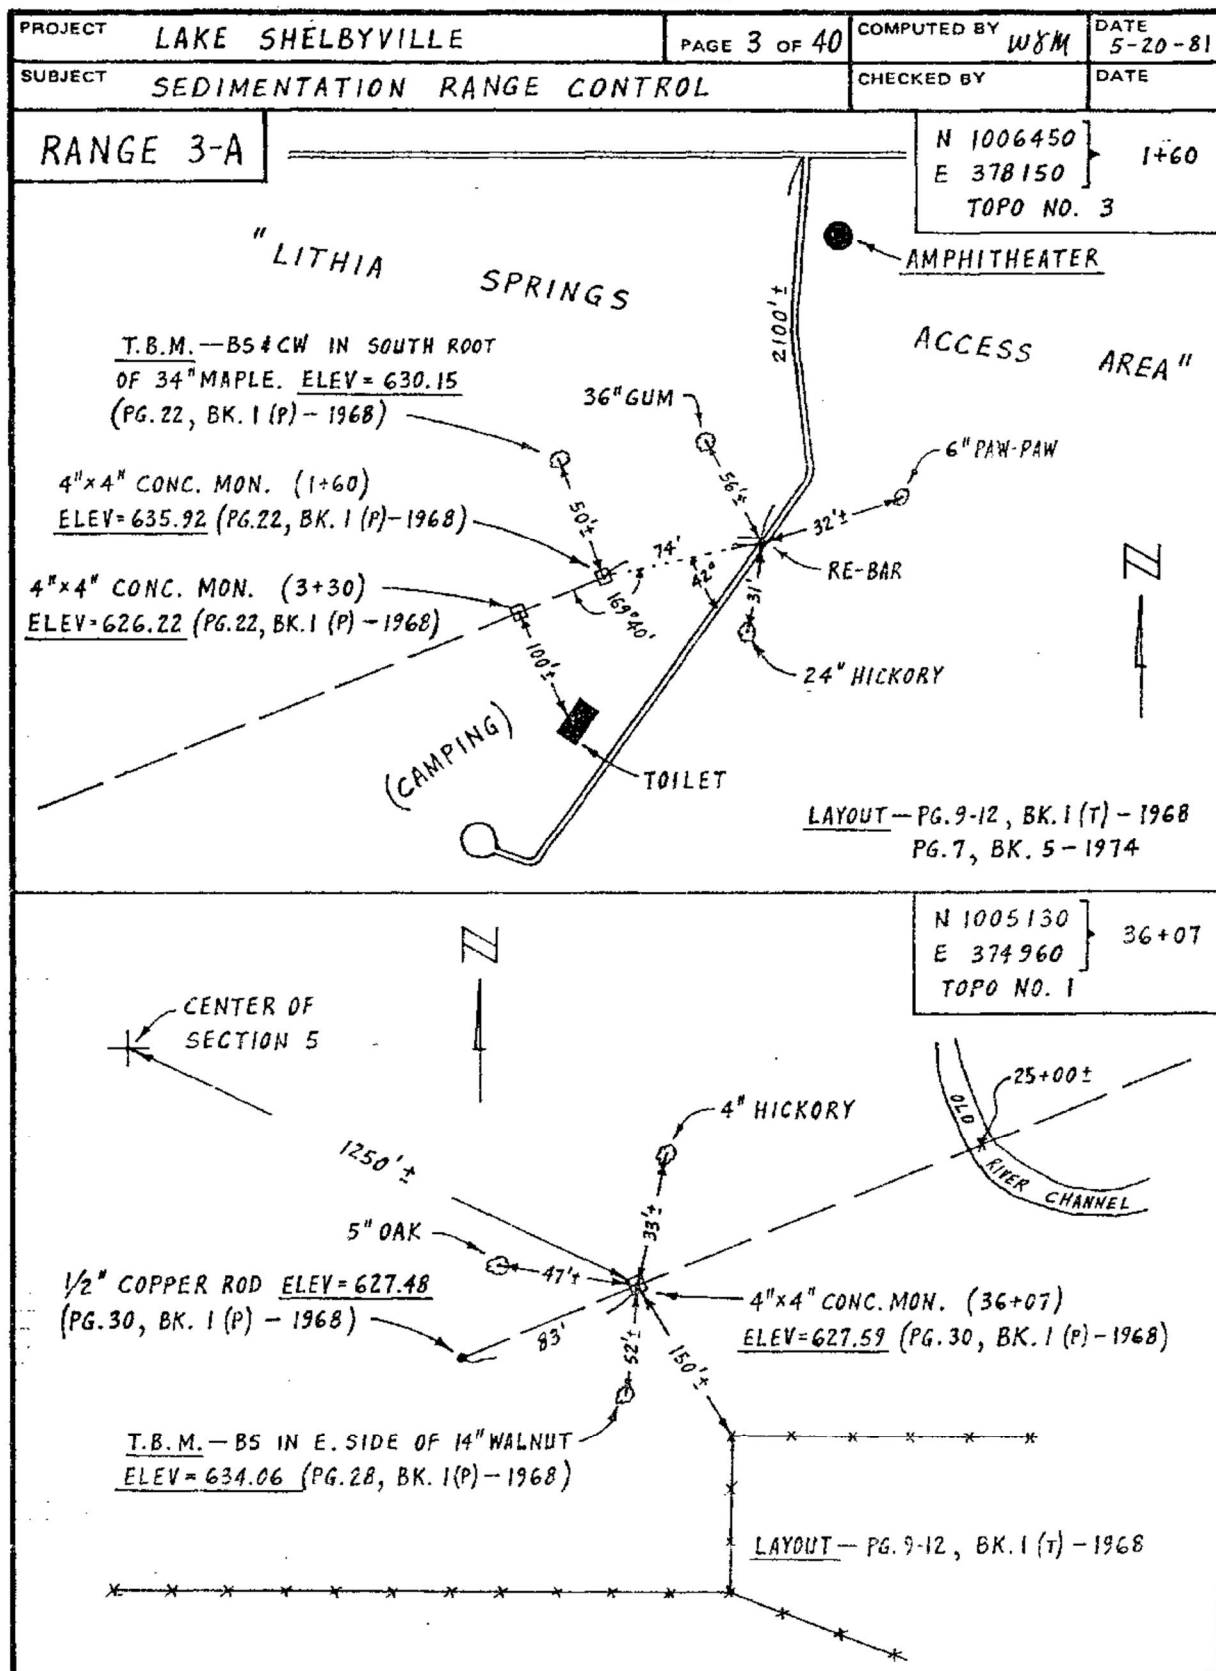 PROJECT LAKE SHELBYVILLE
PAGE 3 OF 40
COMPUTED BY W&M
DATE 5-20-81
SUBJECT SEDIMENTATION RANGE CONTROL
CHECKED BY
DATE
RANGE 3-A
N 1006450
E 378150
1+60
TOPO NO. 3
AMPHITHEATER
"LITHIA SPRINGS ACCESS AREA"
2100'±
T.B.M.—BS & CW IN SOUTH ROOT
OF 34" MAPLE. ELEV = 630.15
(PG.22, BK. 1 (P) - 1968)
36" GUM
6" PAW-PAW
4"x4" CONC. MON. (1+60)
ELEV=635.92 (PG.22, BK. 1 (P)-1968)
50'±
56'±
32'±
74'
42°
RE-BAR
4"x4" CONC. MON. (3+30)
ELEV=626.22 (PG.22, BK.1 (P) - 1968)
169°40'
31'
100'±
24" HICKORY
N
(CAMPING)
TOILET
LAYOUT — PG. 9-12, BK. 1 (T) - 1968
PG. 7, BK. 5 - 1974
N 1005130
E 374960
36+07
TOPO NO. 1
N
CENTER OF
SECTION 5
25+00±
OLD RIVER CHANNEL
4" HICKORY
1250'±
33'±
5" OAK
47'±
1/2" COPPER ROD ELEV=627.48
(PG.30, BK. 1 (P) - 1968)
83'
52'±
150'±
4"x4" CONC. MON. (36+07)
ELEV=627.59 (PG.30, BK. 1 (P)-1968)
T.B.M. — BS IN E. SIDE OF 14" WALNUT
ELEV = 634.06 (PG.28, BK. 1(P)-1968)
LAYOUT — PG. 9-12, BK. 1 (T) - 1968